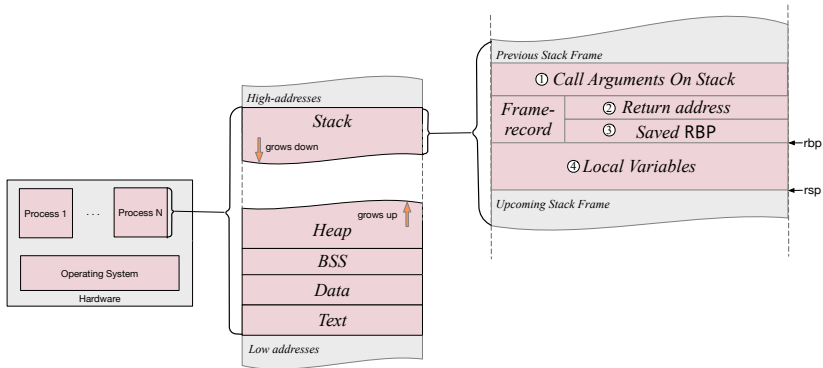 Process 1
. . .
Process N
Operating System
Hardware
High-addresses
Stack
grows down
grows up
Heap
BSS
Data
Text
Low addresses
Previous Stack Frame
① Call Arguments On Stack
Frame-
record
② Return address
③ Saved RBP
④ Local Variables
Upcoming Stack Frame
rbp
rsp